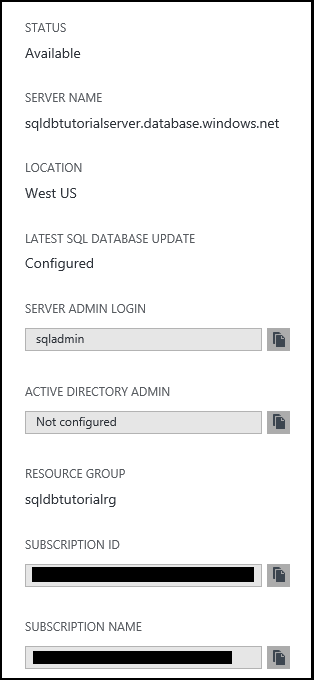 STATUS
Available
SERVER NAME
sqldbtutorialserver.database.windows.net
LOCATION
West US
LATEST SQL DATABASE UPDATE
Configured
SERVER ADMIN LOGIN
sqladmin
ACTIVE DIRECTORY ADMIN
Not configured
RESOURCE GROUP
sqldbtutorialrg
SUBSCRIPTION ID
SUBSCRIPTION NAME